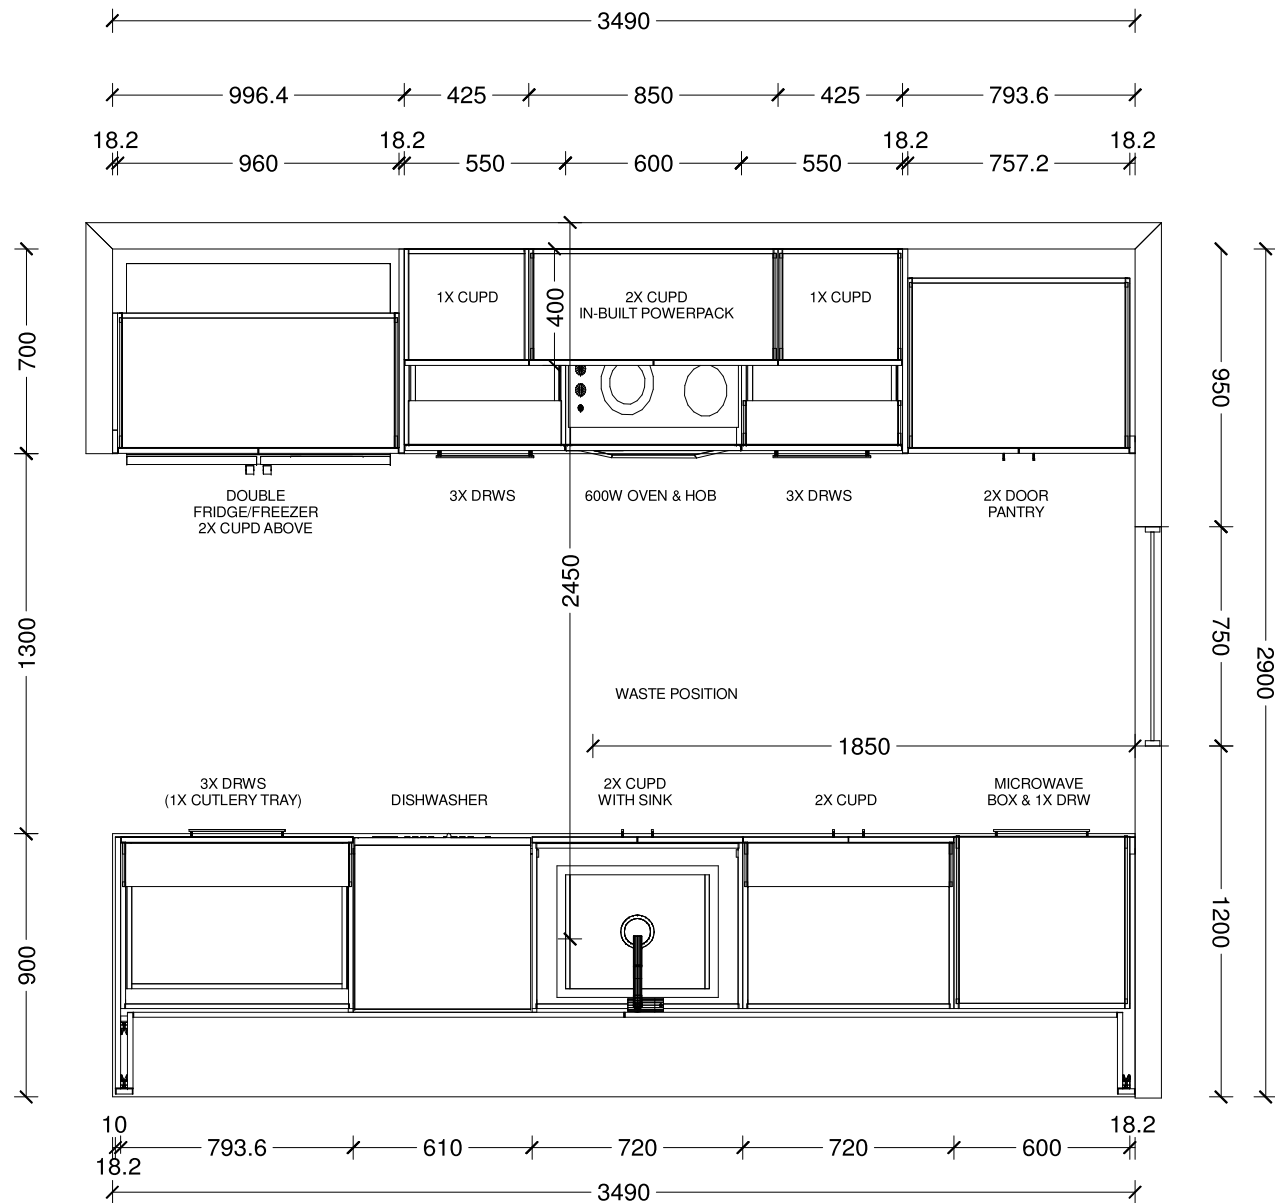 3490
996.4 425 850 425 793.6
18.2 18.2 18.2 18.2
960 550 600 550 757.2
1X CUPD
2X CUPD
IN-BUILT POWERPACK
1X CUPD
400
700
950
DOUBLE
FRIDGE/FREEZER
2X CUPD ABOVE
3X DRWS
600W OVEN & HOB
3X DRWS
2X DOOR
PANTRY
2450
1300
750
2900
WASTE POSITION
1850
3X DRWS
(1X CUTLERY TRAY)
DISHWASHER
2X CUPD
WITH SINK
2X CUPD
MICROWAVE
BOX & 1X DRW
900
1200
10 18.2
793.6 610 720 720 600
18.2
3490